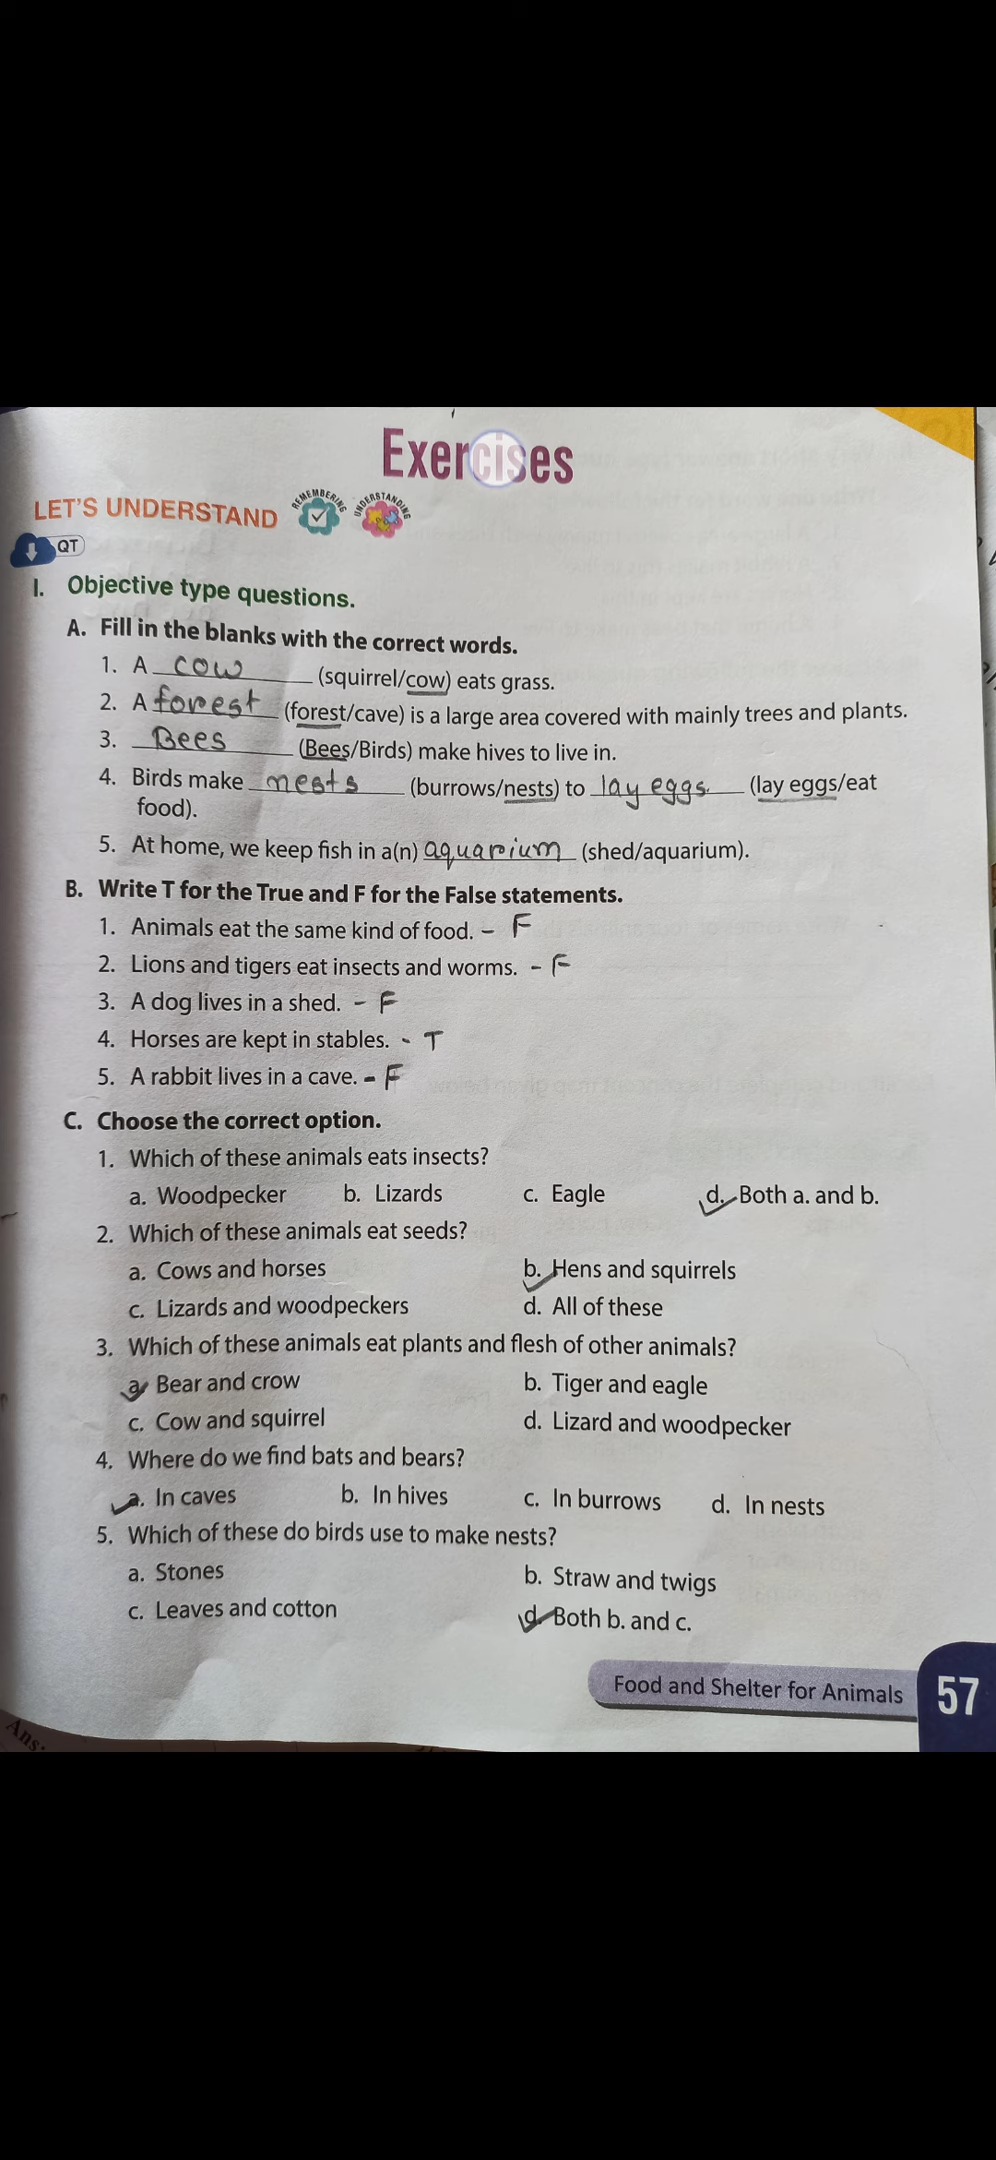 Exercises
LET'S UNDERSTAND REMEMBERING UNDERSTANDING
QT
I. Objective type questions.
A. Fill in the blanks with the correct words.
1. A cow (squirrel/cow) eats grass.
2. A forest (forest/cave) is a large area covered with mainly trees and plants.
3. Bees (Bees/Birds) make hives to live in.
4. Birds make nests (burrows/nests) to lay eggs. (lay eggs/eat
food).
5. At home, we keep fish in a(n) aquarium (shed/aquarium).
B. Write T for the True and F for the False statements.
1. Animals eat the same kind of food. - F
2. Lions and tigers eat insects and worms. - F
3. A dog lives in a shed. - F
4. Horses are kept in stables. - T
5. A rabbit lives in a cave. - F
C. Choose the correct option.
1. Which of these animals eats insects?
a. Woodpecker b. Lizards c. Eagle d. Both a. and b.
2. Which of these animals eat seeds?
a. Cows and horses b. Hens and squirrels
c. Lizards and woodpeckers d. All of these
3. Which of these animals eat plants and flesh of other animals?
a. Bear and crow b. Tiger and eagle
c. Cow and squirrel d. Lizard and woodpecker
4. Where do we find bats and bears?
a. In caves b. In hives c. In burrows d. In nests
5. Which of these do birds use to make nests?
a. Stones b. Straw and twigs
c. Leaves and cotton d. Both b. and c.
Food and Shelter for Animals 57
Ans: